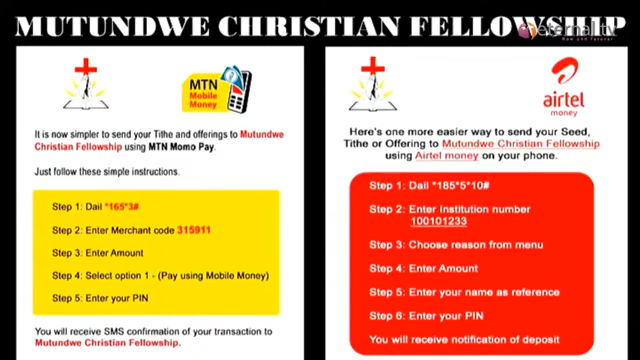 MUTUNDWE CHRISTIAN FELLOWSHIP
eternal tv
Now and Forever
MTN
Mobile
Money
It is now simpler to send your Tithe and offerings to Mutundwe
Christian Fellowship using MTN Momo Pay.
Just follow these simple instructions.
Step 1: Dail *165*3#
Step 2: Enter Merchant code 315911
Step 3: Enter Amount
Step 4: Select option 1 - (Pay using Mobile Money)
Step 5: Enter your PIN
You will receive SMS confirmation of your transaction to
Mutundwe Christian Fellowship.
airtel
money
Here's one more easier way to send your Seed,
Tithe or Offering to Mutundwe Christian Fellowship
using Airtel money on your phone.
Step 1: Dail *185*5*10#
Step 2: Enter Institution number
100101233
Step 3: Choose reason from menu
Step 4: Enter Amount
Step 5: Enter your name as reference
Step 6: Enter your PIN
You will receive notification of deposit